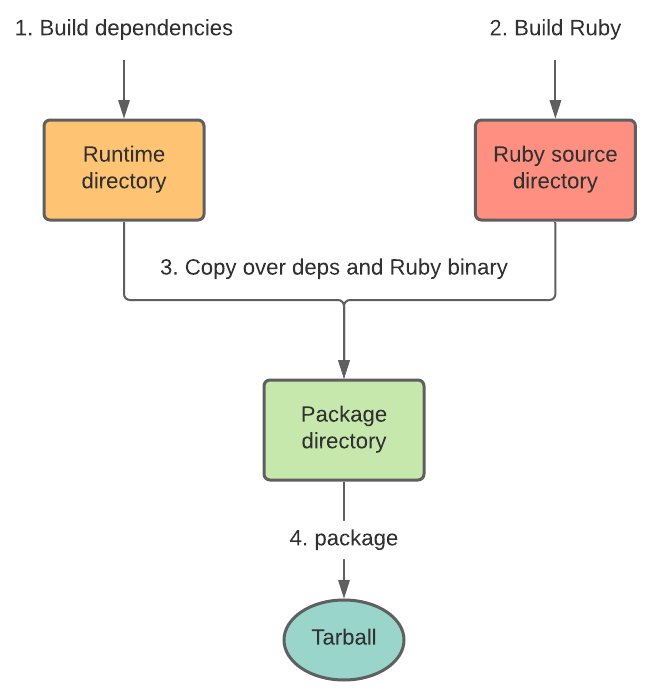 1. Build dependencies
2. Build Ruby
Runtime
directory
Ruby source
directory
3. Copy over deps and Ruby binary
Package
directory
4. package
Tarball